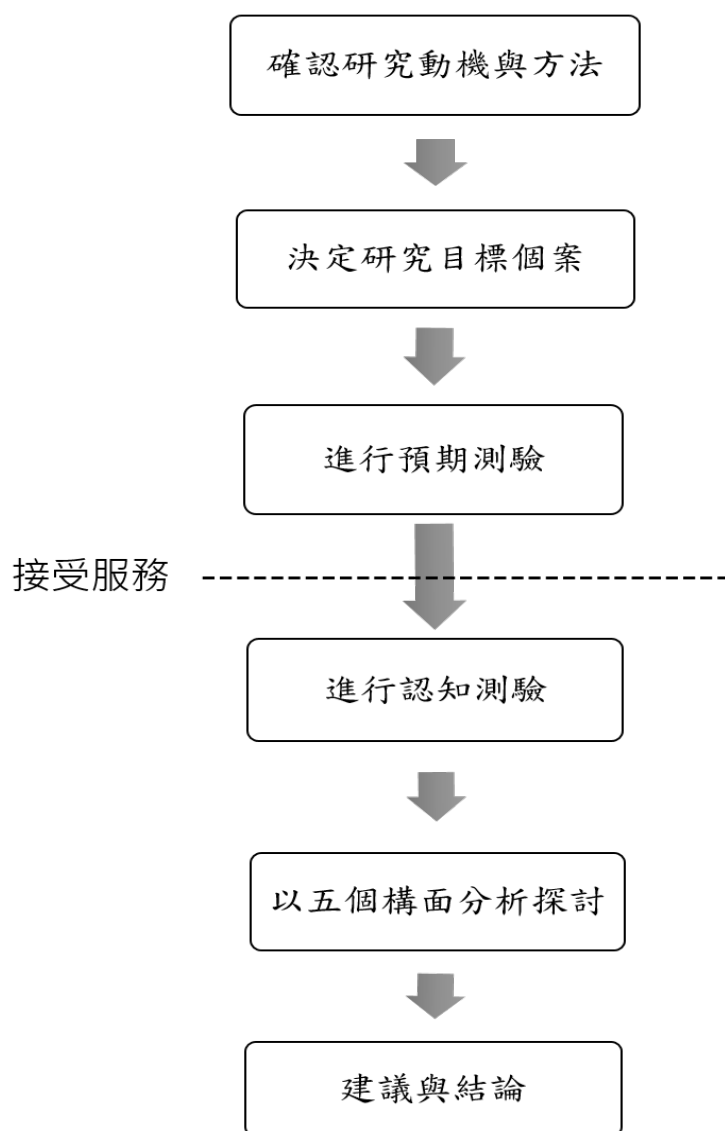 確認研究動機與方法
決定研究目標個案
進行預期測驗
接受服務
進行認知測驗
以五個構面分析探討
建議與結論